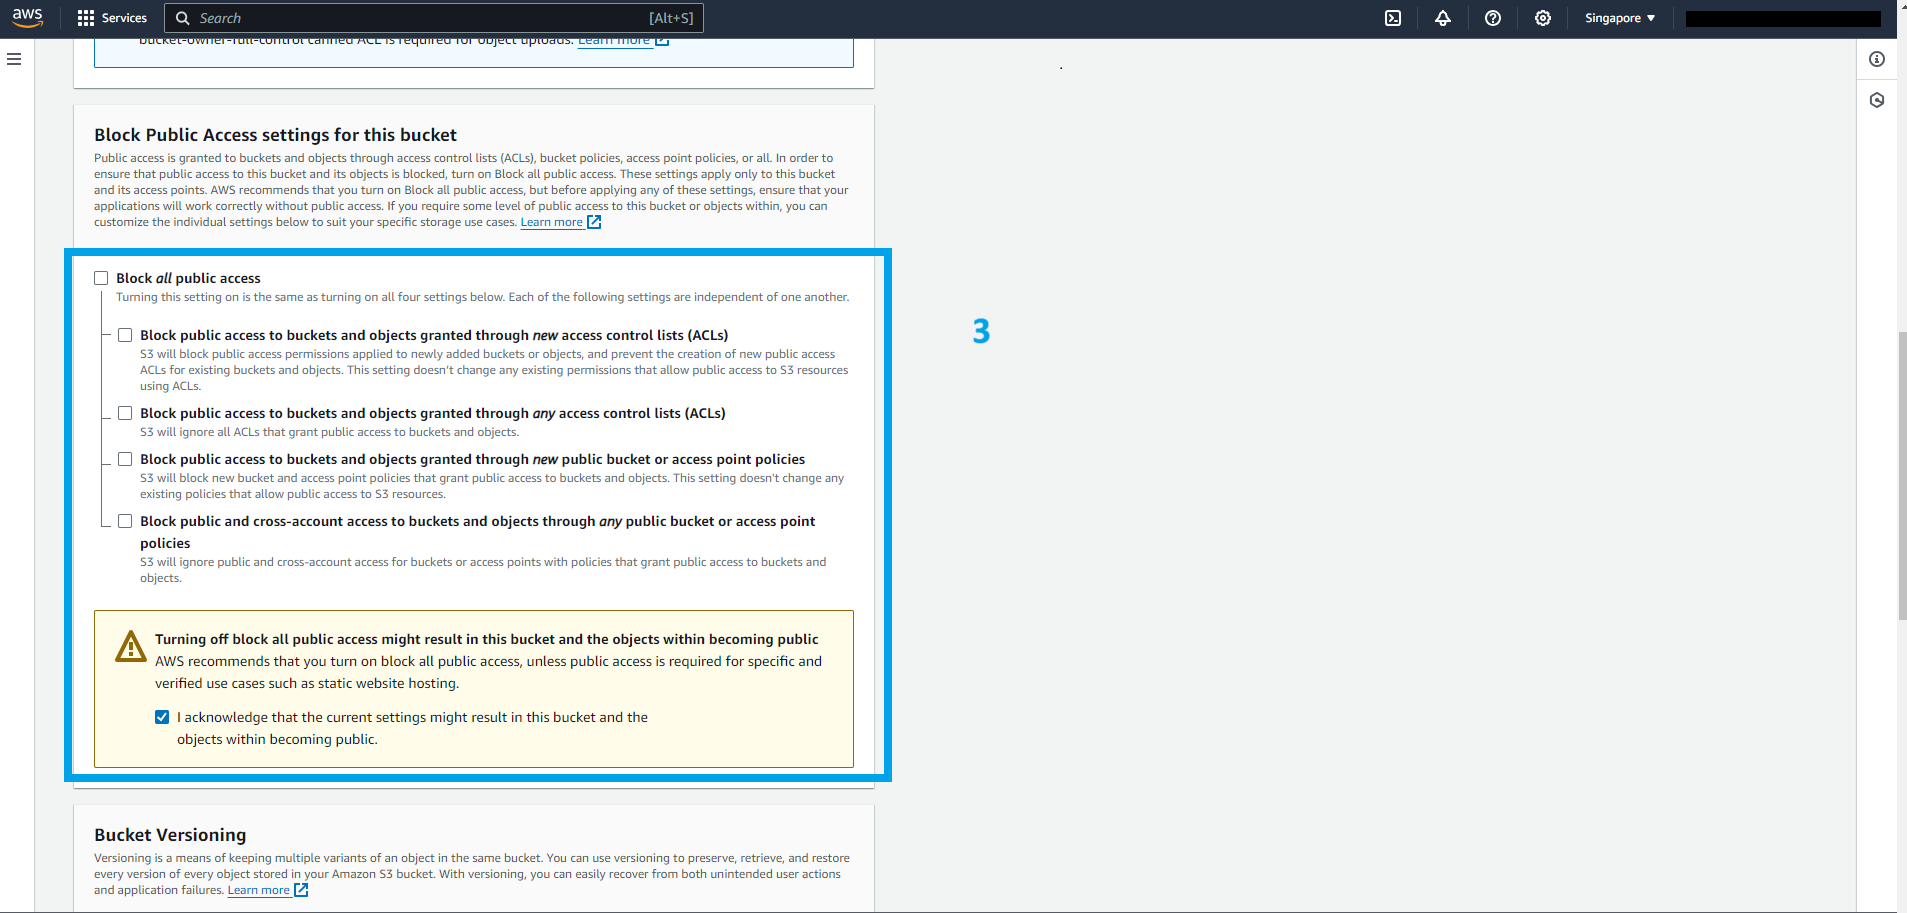 aws
Services
Search
[Alt+S]
Singapore
bucket-owner-full-control canned ACL is required for object uploads. Learn more
Block Public Access settings for this bucket
Public access is granted to buckets and objects through access control lists (ACLs), bucket policies, access point policies, or all. In order to
ensure that public access to this bucket and its objects is blocked, turn on Block all public access. These settings apply only to this bucket
and its access points. AWS recommends that you turn on Block all public access, but before applying any of these settings, ensure that your
applications will work correctly without public access. If you require some level of public access to this bucket or objects within, you can
customize the individual settings below to suit your specific storage use cases. Learn more
Block all public access
Turning this setting on is the same as turning on all four settings below. Each of the following settings are independent of one another.
Block public access to buckets and objects granted through new access control lists (ACLs)
S3 will block public access permissions applied to newly added buckets or objects, and prevent the creation of new public access
ACLs for existing buckets and objects. This setting doesn't change any existing permissions that allow public access to S3 resources
using ACLs.
Block public access to buckets and objects granted through any access control lists (ACLs)
S3 will ignore all ACLs that grant public access to buckets and objects.
Block public access to buckets and objects granted through new public bucket or access point policies
S3 will block new bucket and access point policies that grant public access to buckets and objects. This setting doesn't change any
existing policies that allow public access to S3 resources.
Block public and cross-account access to buckets and objects through any public bucket or access point
policies
S3 will ignore public and cross-account access for buckets or access points with policies that grant public access to buckets and
objects.
3
Turning off block all public access might result in this bucket and the objects within becoming public
AWS recommends that you turn on block all public access, unless public access is required for specific and
verified use cases such as static website hosting.
I acknowledge that the current settings might result in this bucket and the
objects within becoming public.
Bucket Versioning
Versioning is a means of keeping multiple variants of an object in the same bucket. You can use versioning to preserve, retrieve, and restore
every version of every object stored in your Amazon S3 bucket. With versioning, you can easily recover from both unintended user actions
and application failures. Learn more